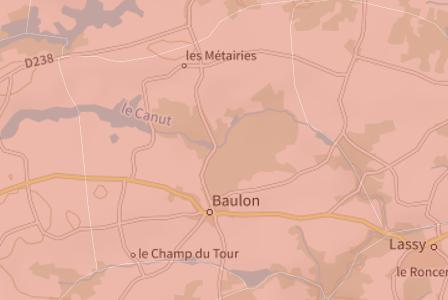 les Métairies
D238
le Canut
Baulon
Lassy
le Champ du Tour
le Roncer